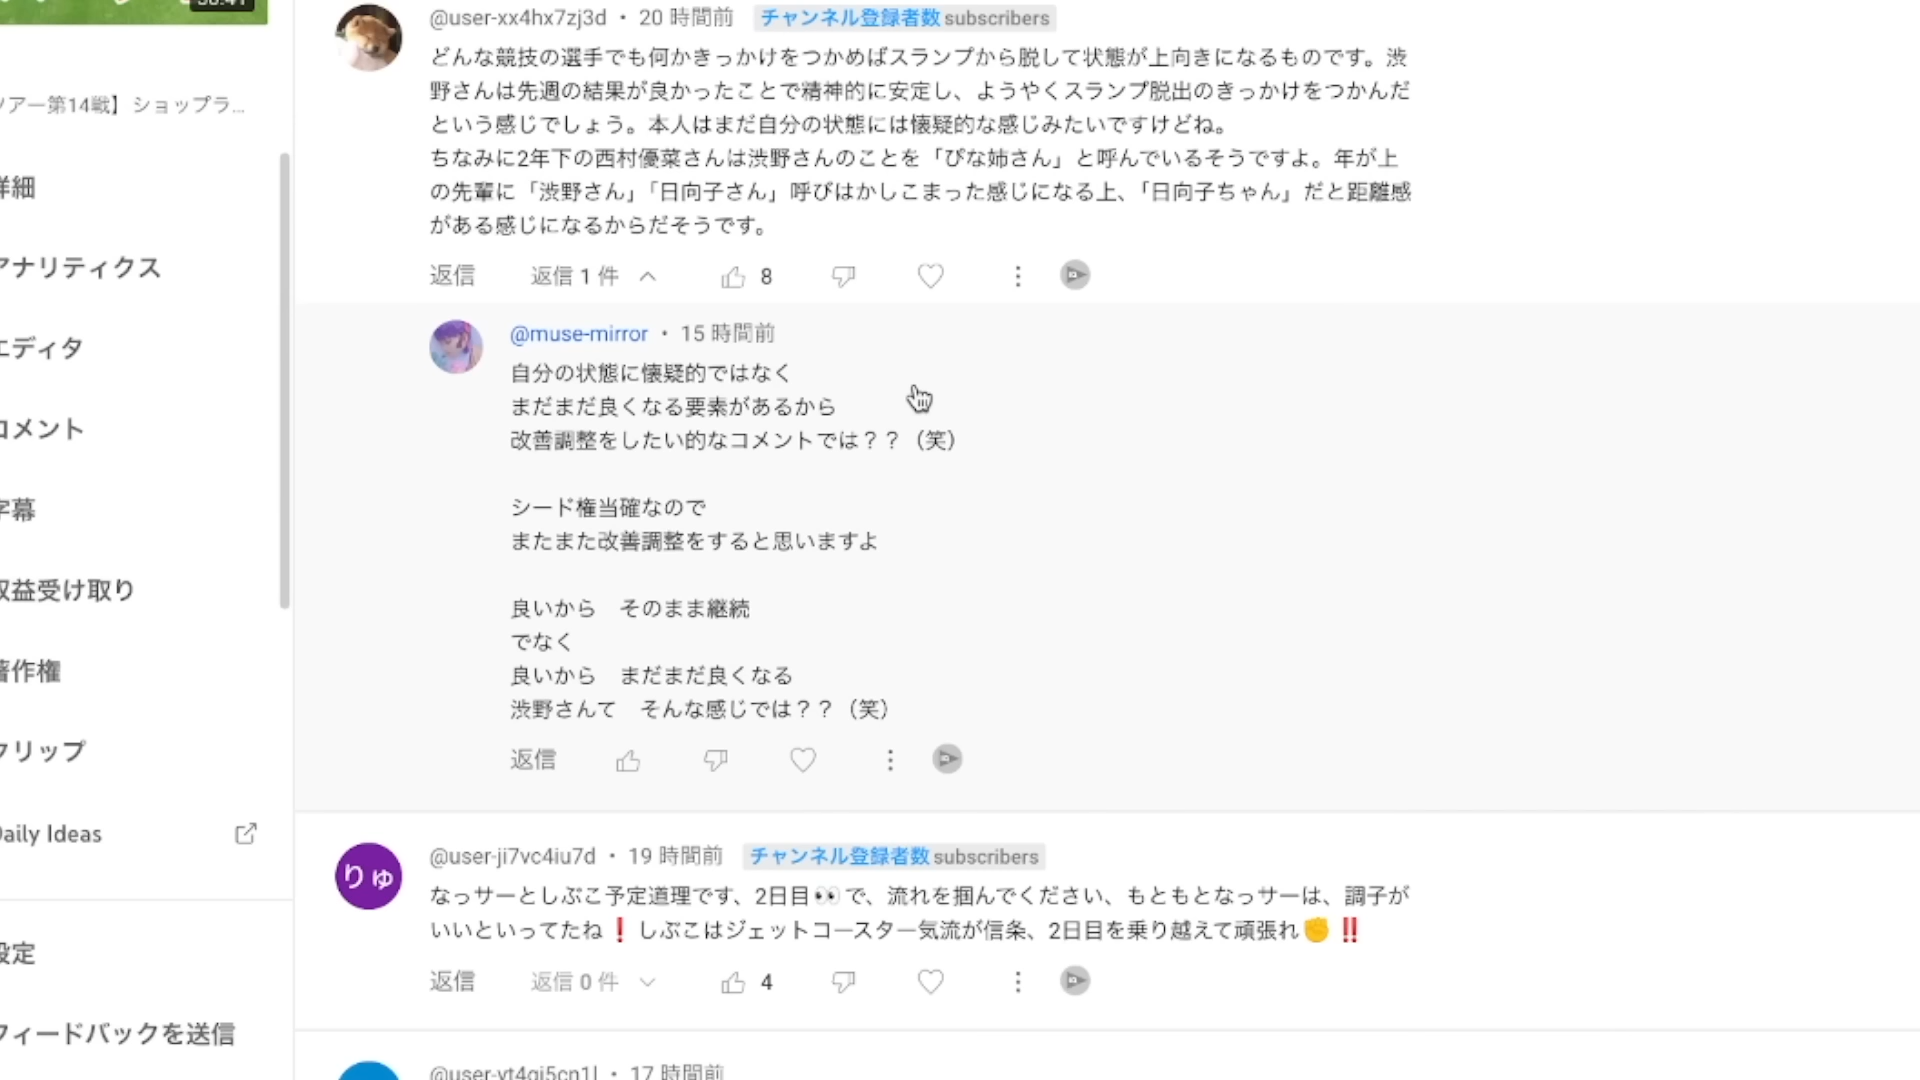 ツアー第14戦】ショップラ...
詳細
アナリティクス
エディタ
コメント
字幕
収益受け取り
著作権
クリップ
Daily Ideas
設定
フィードバックを送信
@user-xx4hx7zj3d • 20 時間前 チャンネル登録者数 subscribers
どんな競技の選手でも何かきっかけをつかめばスランプから脱して状態が上向きになるものです。渋
野さんは先週の結果が良かったことで精神的に安定し、ようやくスランプ脱出のきっかけをつかんだ
という感じでしょう。本人はまだ自分の状態には懐疑的な感じみたいですけどね。
ちなみに2年下の西村優菜さんは渋野さんのことを「ぴな姉さん」と呼んでいるそうですよ。年が上
の先輩に「渋野さん」「日向子さん」呼びはかしこまった感じになる上、「日向子ちゃん」だと距離感
がある感じになるからだそうです。
返信 返信 1 件 8
@muse-mirror • 15 時間前
自分の状態に懐疑的ではなく
まだまだ良くなる要素があるから
改善調整をしたい的なコメントでは？？（笑）
シード権当確なので
またまた改善調整をすると思いますよ
良いから　そのまま継続
でなく
良いから　まだまだ良くなる
渋野さんて　そんな感じでは？？（笑）
返信
りゅ
@user-ji7vc4iu7d • 19 時間前 チャンネル登録者数 subscribers
なっサーとしぶこ予定道理です、2日目👀で、流れを掴んでください、もともとなっサーは、調子が
いいといってたね❗しぶこはジェットコースター気流が信条、2日目を乗り越えて頑張れ✊‼️
返信 返信 0 件 4
@user-vt4gj5cn1l • 17 時間前